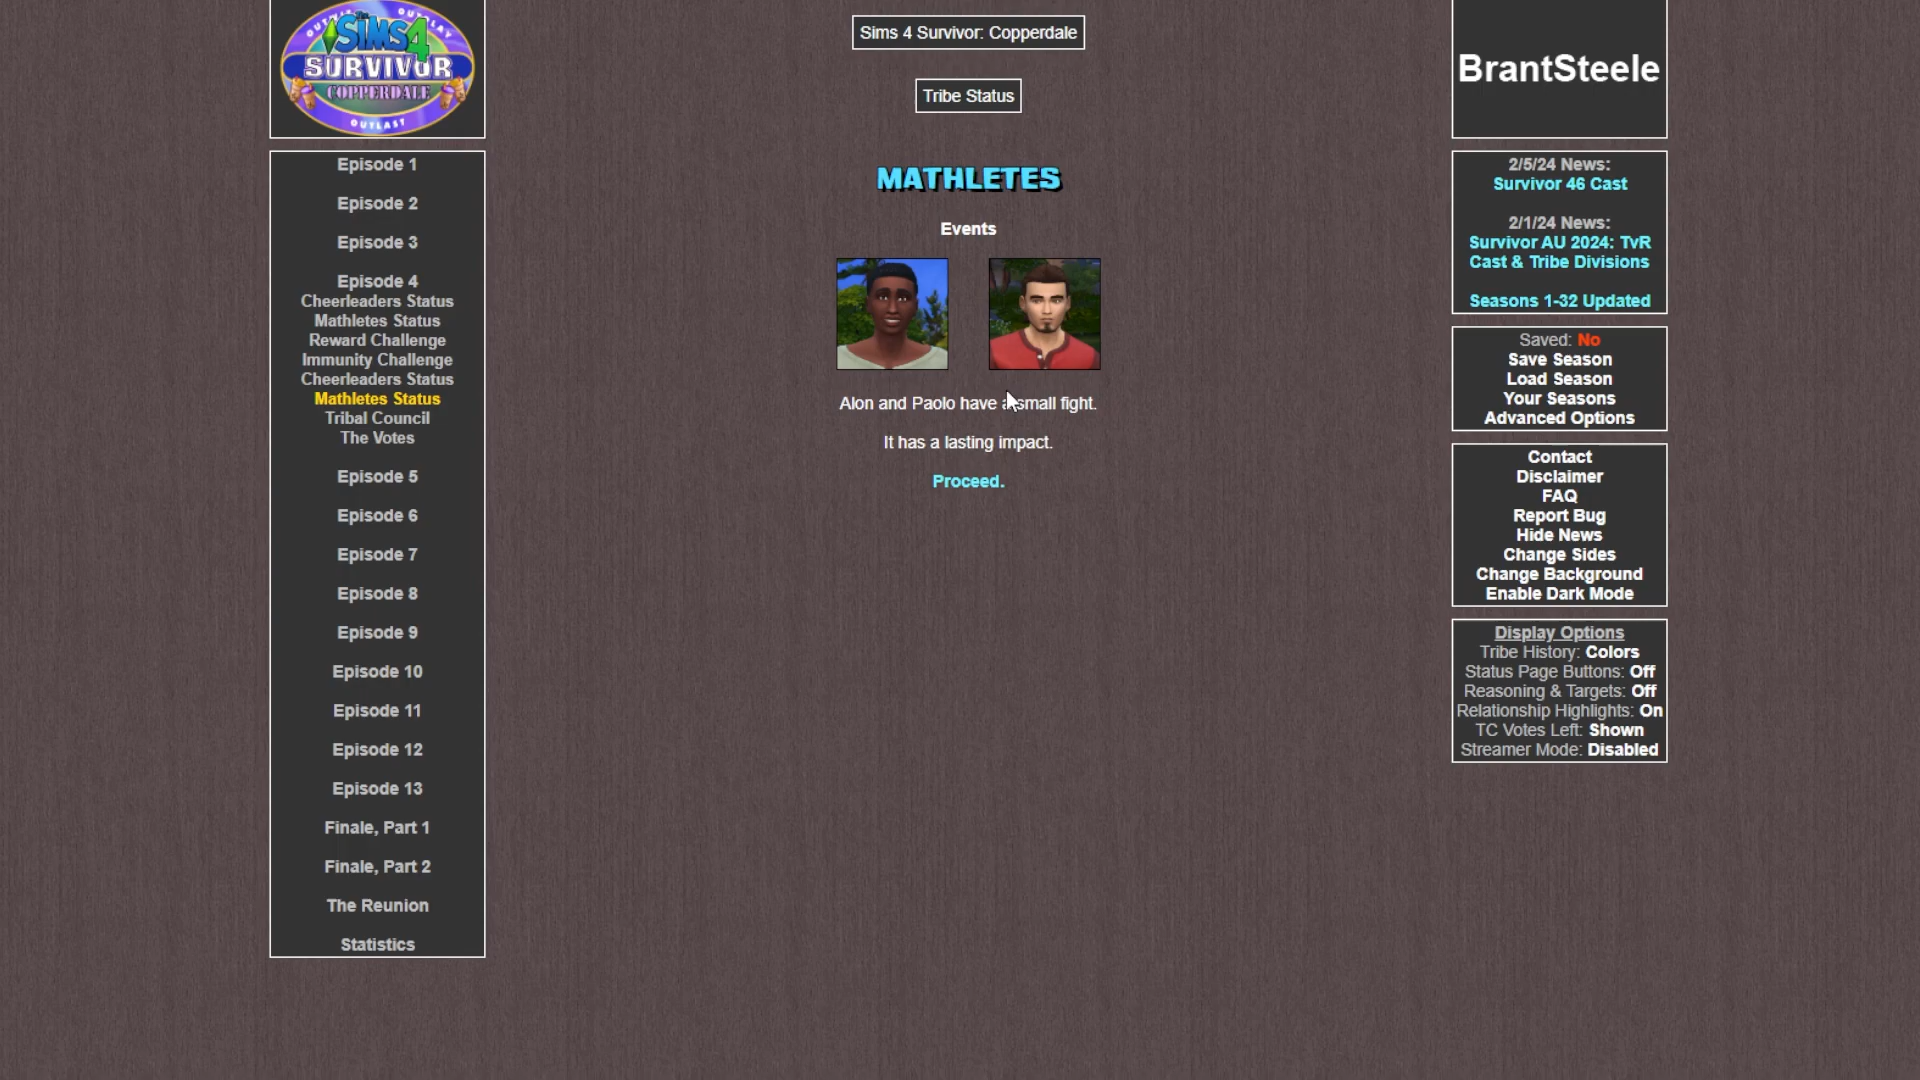 OUTWIT OUTPLAY
The SiMS 4
SURVIVOR
COPPERDALE
OUTLAST
Episode 1
Episode 2
Episode 3
Episode 4
Cheerleaders Status
Mathletes Status
Reward Challenge
Immunity Challenge
Cheerleaders Status
Mathletes Status
Tribal Council
The Votes
Episode 5
Episode 6
Episode 7
Episode 8
Episode 9
Episode 10
Episode 11
Episode 12
Episode 13
Finale, Part 1
Finale, Part 2
The Reunion
Statistics
Sims 4 Survivor: Copperdale
Tribe Status
MATHLETES
Events
Alon and Paolo have a small fight.
It has a lasting impact.
Proceed.
BrantSteele
2/5/24 News:
Survivor 46 Cast
2/1/24 News:
Survivor AU 2024: TvR
Cast & Tribe Divisions
Seasons 1-32 Updated
Saved: No
Save Season
Load Season
Your Seasons
Advanced Options
Contact
Disclaimer
FAQ
Report Bug
Hide News
Change Sides
Change Background
Enable Dark Mode
Display Options
Tribe History: Colors
Status Page Buttons: Off
Reasoning & Targets: Off
Relationship Highlights: On
TC Votes Left: Shown
Streamer Mode: Disabled